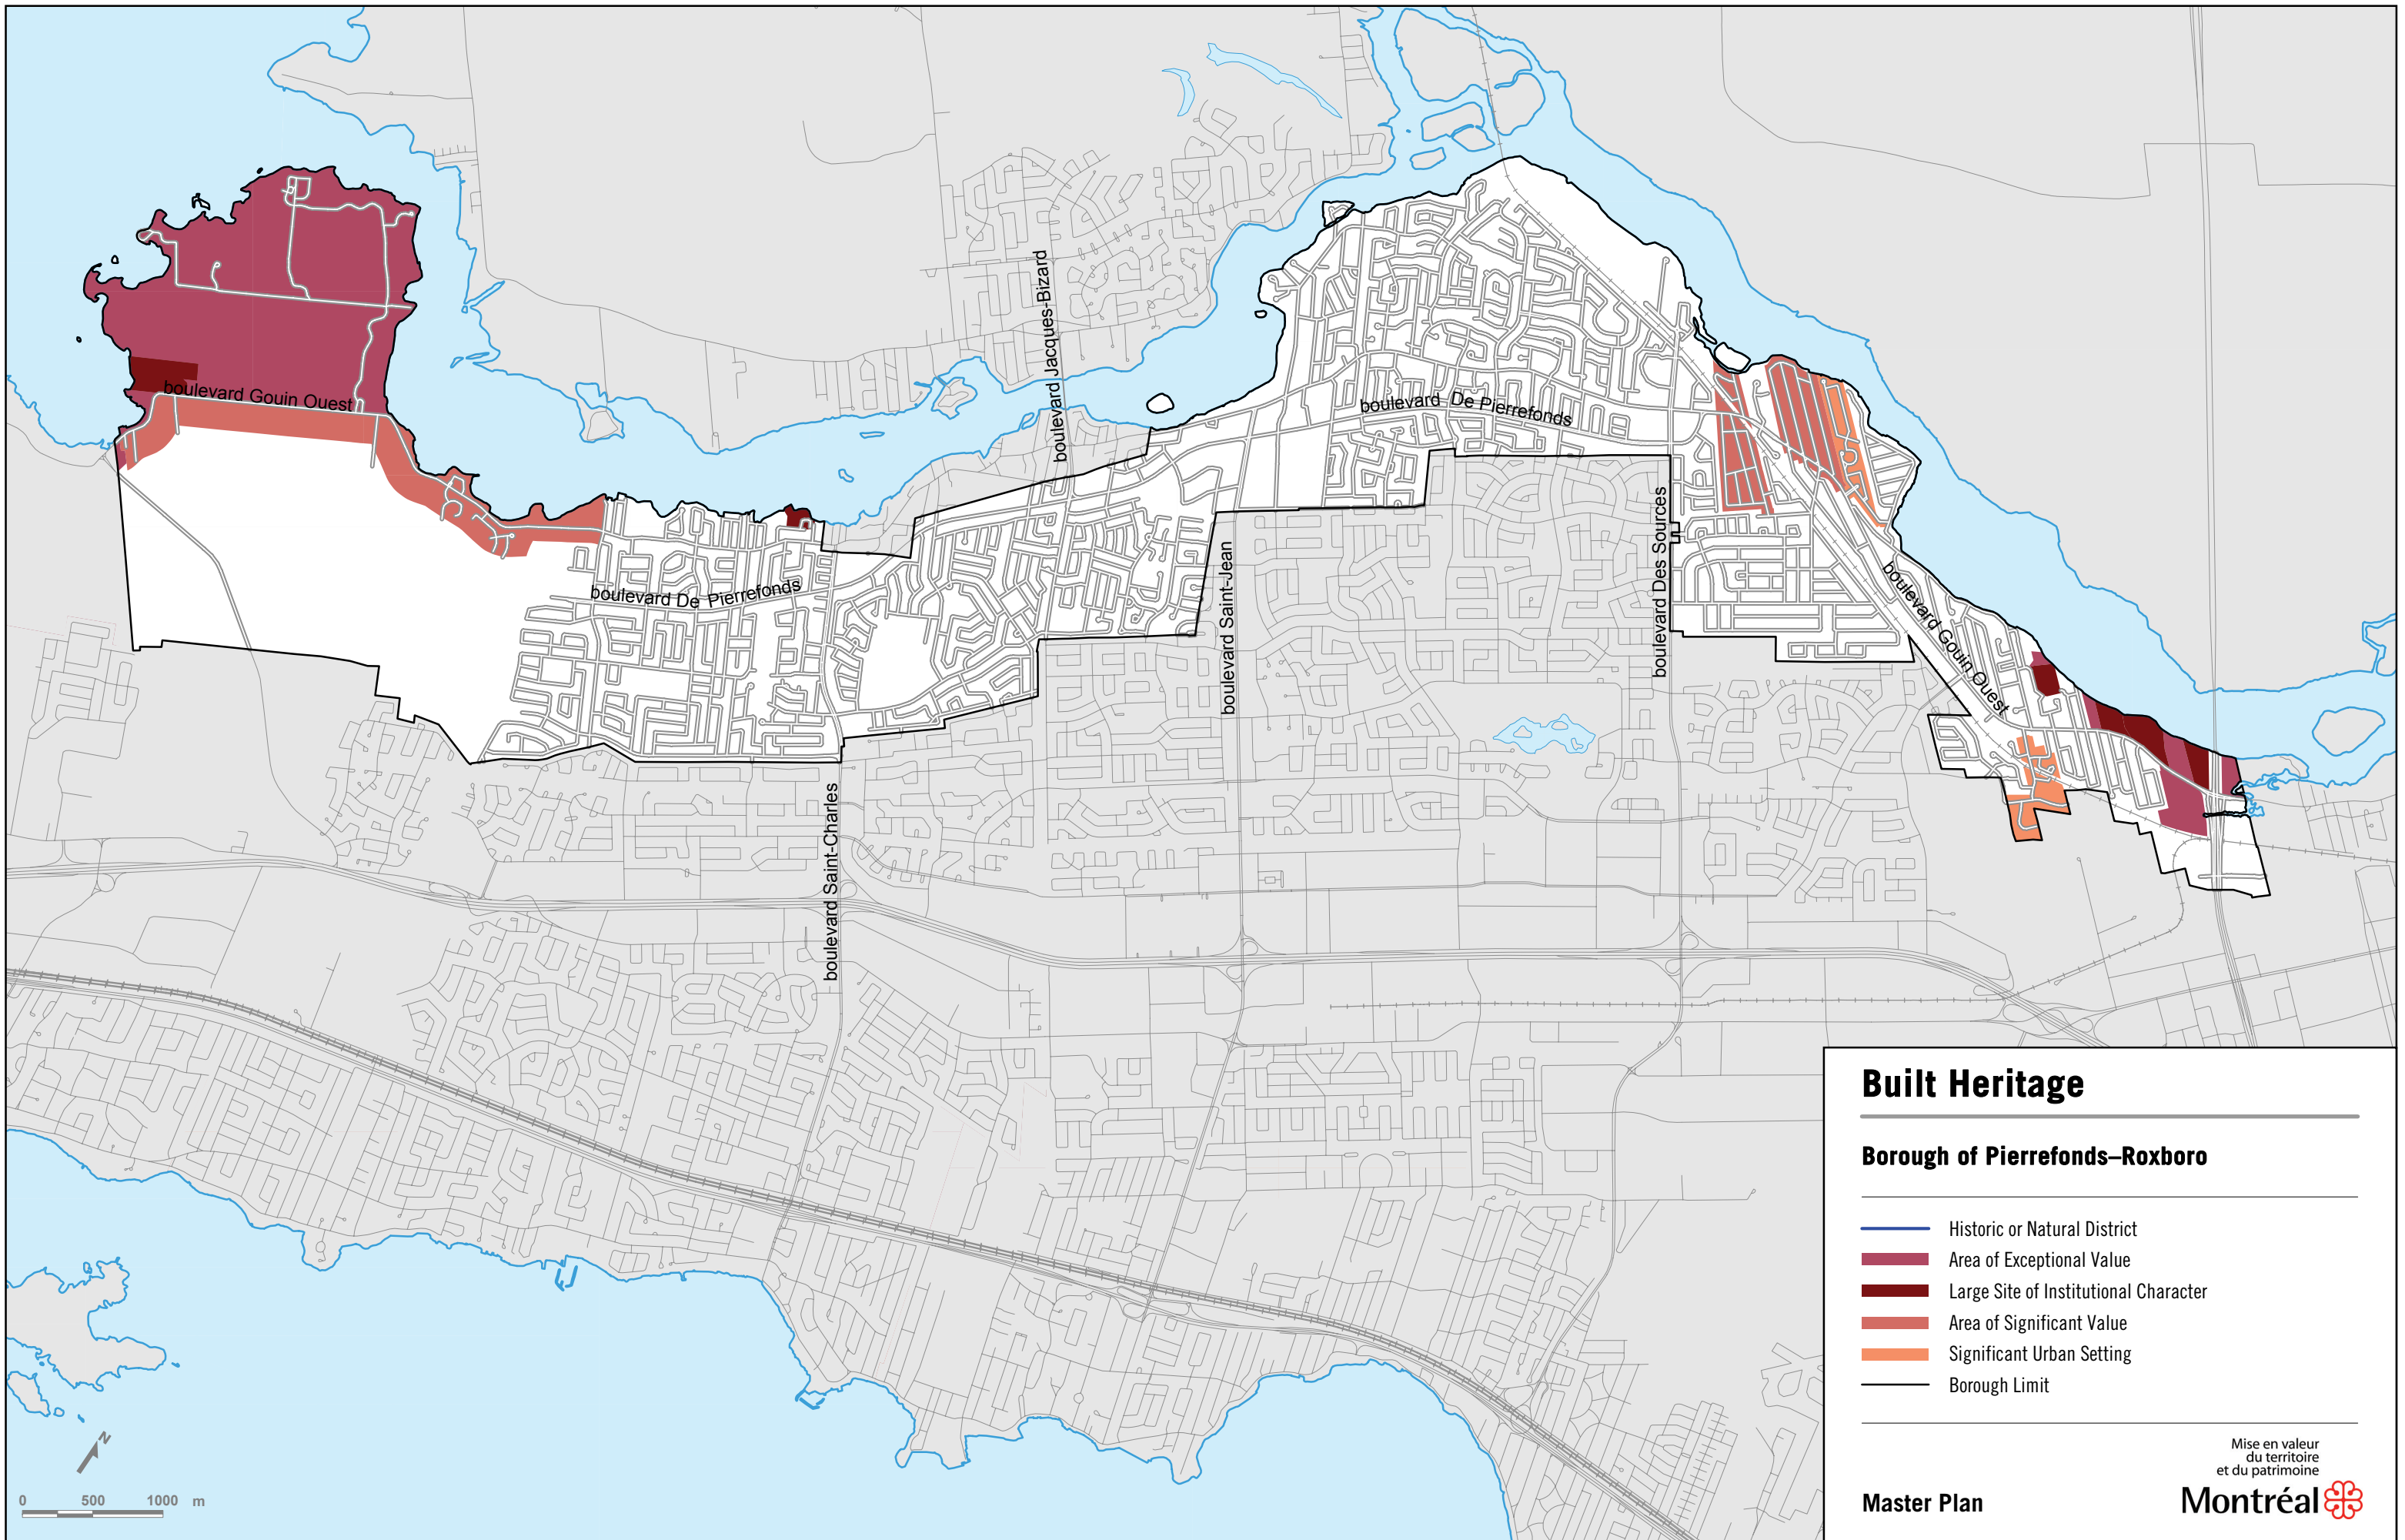 boulevard Jacques-Bizard
boulevard Gouin Ouest
boulevard De Pierrefonds
boulevard De Pierrefonds
boulevard Des Sources
boulevard Saint-Jean
boulevard Gouin Ouest
boulevard Saint-Charles
Built Heritage
Borough of Pierrefonds–Roxboro
Historic or Natural District
Area of Exceptional Value
Large Site of Institutional Character
Area of Significant Value
Significant Urban Setting
Borough Limit
Mise en valeur
du territoire
et du patrimoine
Master Plan
Montréal
N
0 500 1000 m